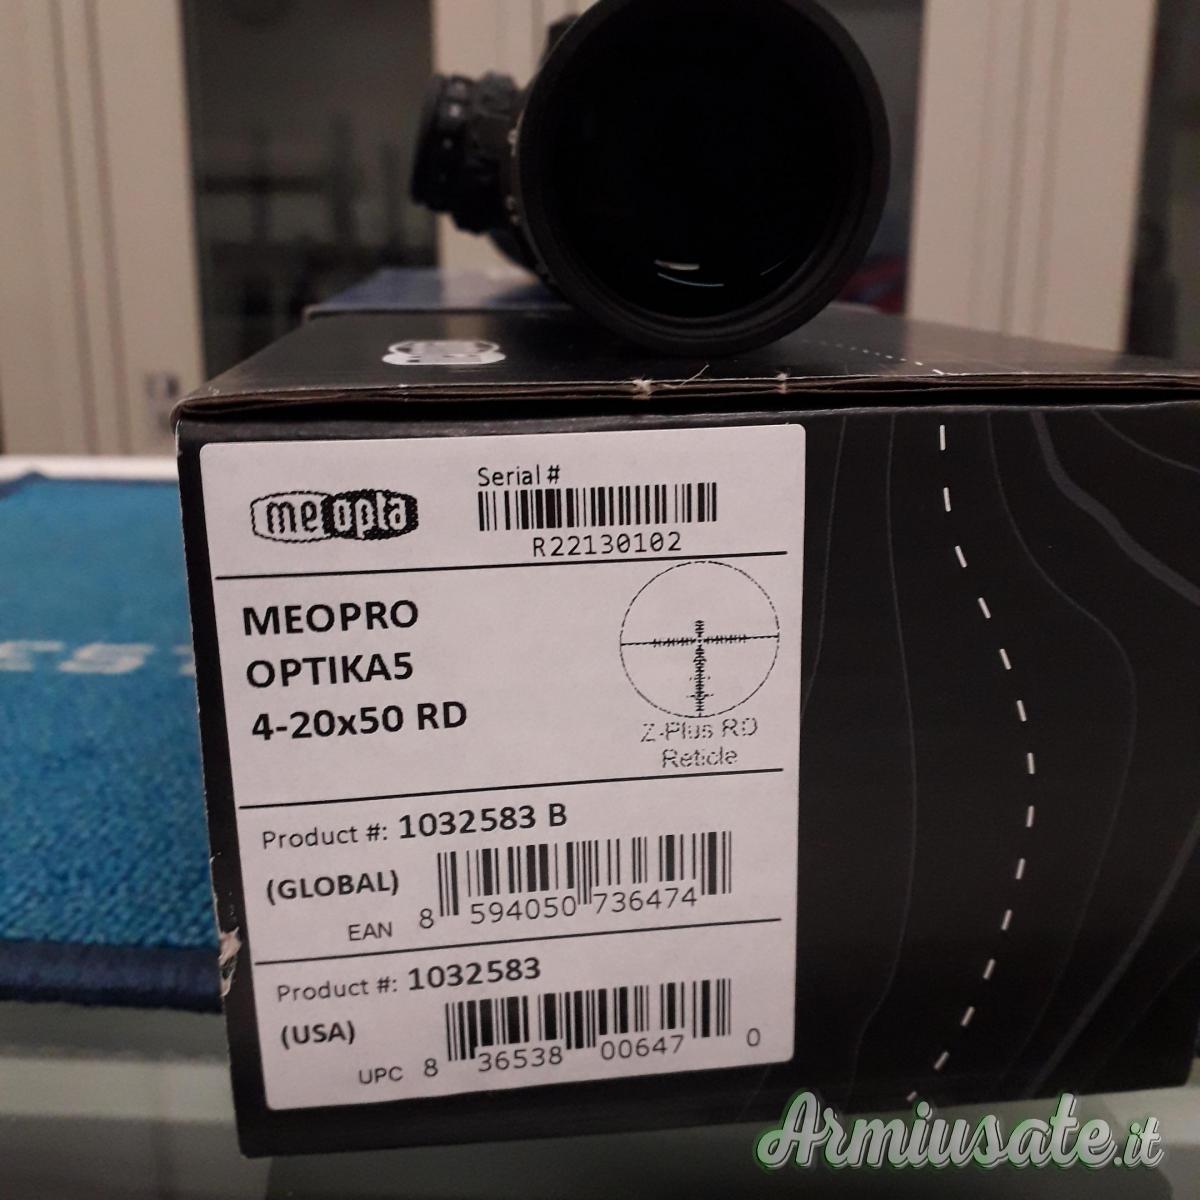 meopta
Serial #
R22130102
MEOPRO
OPTIKA5
4-20x50 RD
Z-Plus RD
Reticle
Product #: 1032583 B
(GLOBAL)
EAN 8 594050 736474
Product #: 1032583
(USA)
UPC 8 36538 00647 0
Armiusate.it